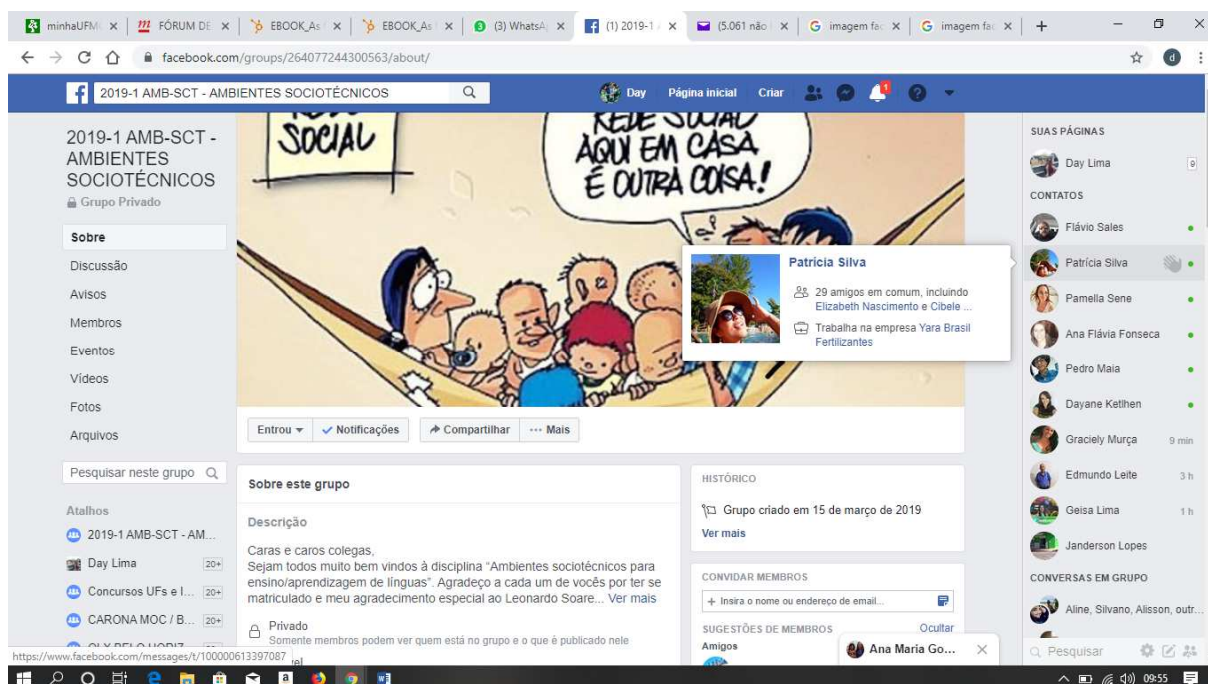 minhaUFM
FÓRUM DE
EBOOK_As
EBOOK_As
(3) WhatsA
(1) 2019-1
(5.061 não
imagem fac
imagem fac
facebook.com/groups/264077244300563/about/
2019-1 AMB-SCT - AMBIENTES SOCIOTÉCNICOS
Day
Página inicial
Criar
2019-1 AMB-SCT -
AMBIENTES
SOCIOTÉCNICOS
Grupo Privado
Sobre
Discussão
Avisos
Membros
Eventos
Vídeos
Fotos
Arquivos
Pesquisar neste grupo
Atalhos
2019-1 AMB-SCT - AM...
Day Lima 20+
Concursos UFs e I... 20+
CARONA MOC / B... 20+
https://www.facebook.com/messages/t/100000613397087
SOCIAL
REDE SOCIAL
AQUI EM CASA
É OUTRA COISA!
Patrícia Silva
29 amigos em comum, incluindo
Elizabeth Nascimento e Cibele ...
Trabalha na empresa Yara Brasil
Fertilizantes
Entrou
Notificações
Compartilhar
Mais
Sobre este grupo
Descrição
Caras e caros colegas,
Sejam todos muito bem vindos à disciplina “Ambientes sociotécnicos para
ensino/aprendizagem de línguas”. Agradeço a cada um de vocês por ter se
matriculado e meu agradecimento especial ao Leonardo Soare... Ver mais
Privado
Somente membros podem ver quem está no grupo e o que é publicado nele
HISTÓRICO
Grupo criado em 15 de março de 2019
Ver mais
CONVIDAR MEMBROS
+ Insira o nome ou endereço de email...
SUGESTÕES DE MEMBROS Ocultar
Amigos
Ana Maria Go...
SUAS PÁGINAS
Day Lima 9
CONTATOS
Flávio Sales
Patrícia Silva
Pamella Sene
Ana Flávia Fonseca
Pedro Maia
Dayane Ketlhen
Graciely Murça 9 min
Edmundo Leite 3 h
Geisa Lima 1 h
Janderson Lopes
CONVERSAS EM GRUPO
Aline, Silvano, Alisson, outr...
Pesquisar
09:55